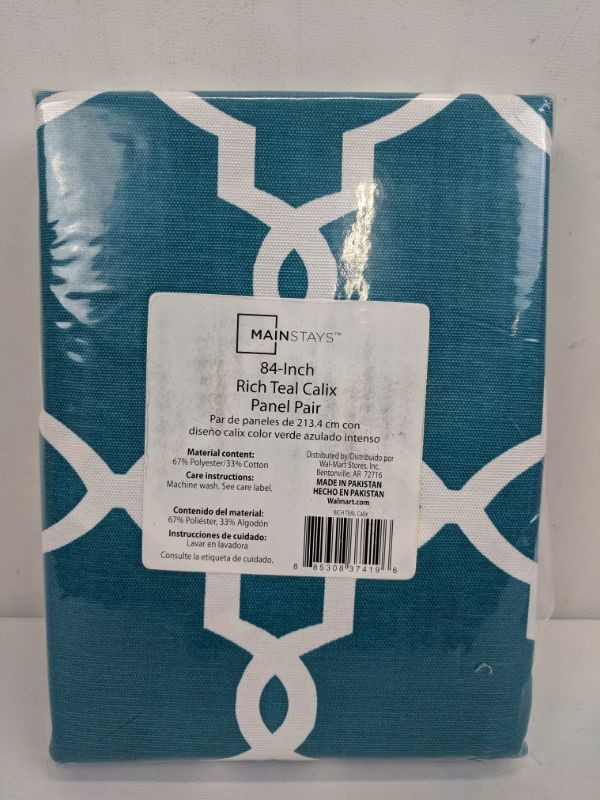 MAINSTAYS™
84-Inch
Rich Teal Calix
Panel Pair
Par de paneles de 213.4 cm con
diseño calix color verde azulado intenso
Material content:
67% Polyester/33% Cotton
Care instructions:
Machine wash. See care label.
Contenido del material:
67% Poliéster, 33% Algodón
Instrucciones de cuidado:
Lavar en lavadora
Consulte la etiqueta de cuidado.
Distributed by/Distribuido por
Wal-Mart Stores, Inc.
Bentonville, AR 72716
MADE IN PAKISTAN
HECHO EN PAKISTAN
Walmart.com
RICH TEAL Calix
8 85308 37419 6